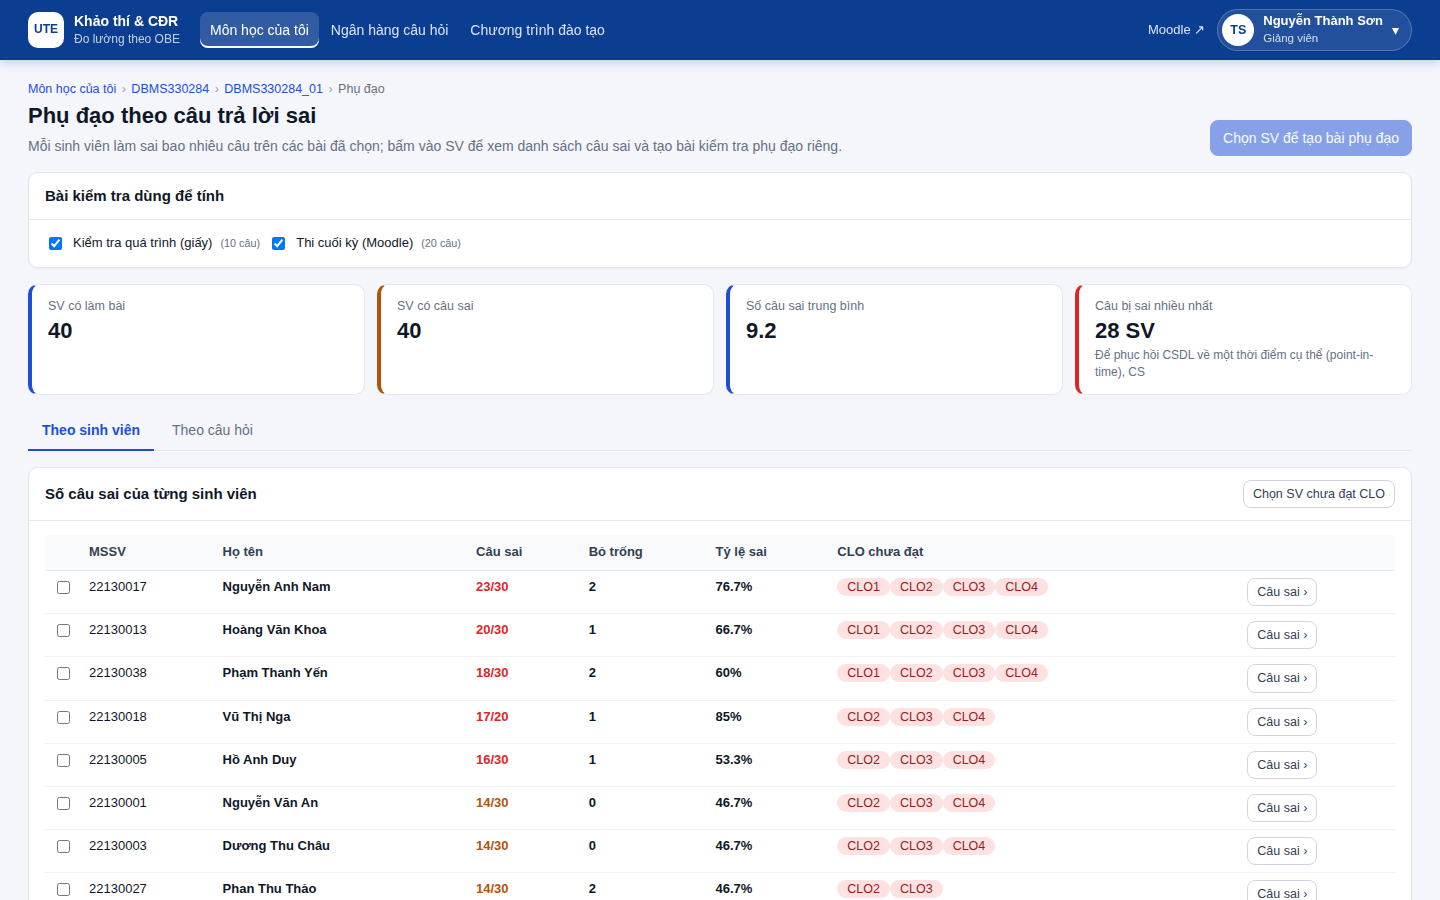 UTE
Khảo thí & CĐR
Đo lường theo OBE
Môn học của tôi
Ngân hàng câu hỏi
Chương trình đào tạo
Moodle ↗
TS
Nguyễn Thành Sơn
Giảng viên
▾
Môn học của tôi › DBMS330284 › DBMS330284_01 › Phụ đạo
Phụ đạo theo câu trả lời sai
Mỗi sinh viên làm sai bao nhiêu câu trên các bài đã chọn; bấm vào SV để xem danh sách câu sai và tạo bài kiểm tra phụ đạo riêng.
Chọn SV để tạo bài phụ đạo
Bài kiểm tra dùng để tính
Kiểm tra quá trình (giấy) (10 câu) Thi cuối kỳ (Moodle) (20 câu)
SV có làm bài
40
SV có câu sai
40
Số câu sai trung bình
9.2
Câu bị sai nhiều nhất
28 SV
Để phục hồi CSDL về một thời điểm cụ thể (point-in-
time), CS
Theo sinh viên
Theo câu hỏi
Số câu sai của từng sinh viên
Chọn SV chưa đạt CLO
MSSV Họ tên Câu sai Bỏ trống Tỷ lệ sai CLO chưa đạt
22130017 Nguyễn Anh Nam 23/30 2 76.7% CLO1 CLO2 CLO3 CLO4 Câu sai ›
22130013 Hoàng Văn Khoa 20/30 1 66.7% CLO1 CLO2 CLO3 CLO4 Câu sai ›
22130038 Phạm Thanh Yến 18/30 2 60% CLO1 CLO2 CLO3 CLO4 Câu sai ›
22130018 Vũ Thị Nga 17/20 1 85% CLO2 CLO3 CLO4 Câu sai ›
22130005 Hồ Anh Duy 16/30 1 53.3% CLO2 CLO3 CLO4 Câu sai ›
22130001 Nguyễn Văn An 14/30 0 46.7% CLO2 CLO3 CLO4 Câu sai ›
22130003 Dương Thu Châu 14/30 0 46.7% CLO2 CLO3 CLO4 Câu sai ›
22130027 Phan Thu Thảo 14/30 2 46.7% CLO2 CLO3 Câu sai ›